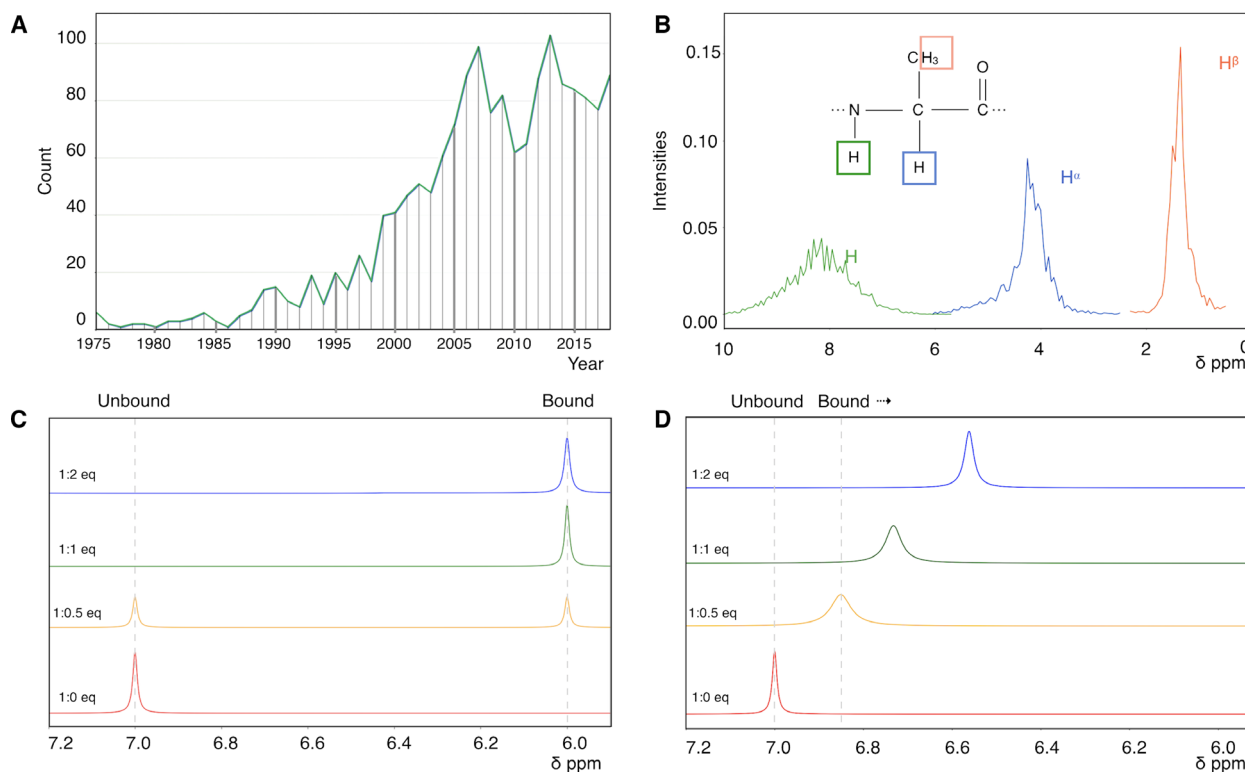 A
Count
100
80
60
40
20
0
1975 1980 1985 1990 1995 2000 2005 2010 2015
Year
B
Intensities
0.15
0.10
0.05
0.00
10 8 6 4 2 0
δ ppm
CH₃
O
··· N C C ···
H
H
H
Hᵅ
Hᵝ
C
Unbound Bound
1:2 eq
1:1 eq
1:0.5 eq
1:0 eq
7.2 7.0 6.8 6.6 6.4 6.2 6.0
δ ppm
D
Unbound Bound ⇢
1:2 eq
1:1 eq
1:0.5 eq
1:0 eq
7.2 7.0 6.8 6.6 6.4 6.2 6.0
δ ppm